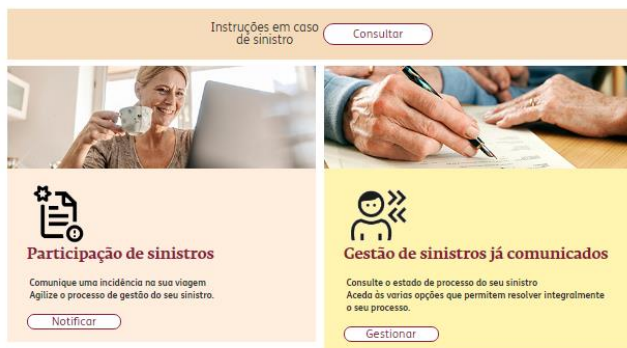 Instruções em caso
de sinistro
Consultar
Participação de sinistros
Comunique uma incidência na sua viagem
Agilize o processo de gestão do seu sinistro.
Notificar
Gestão de sinistros já comunicados
Consulte o estado de processo do seu sinistro
Aceda às varias opções que permitem resolver integralmente
o seu processo.
Gestionar